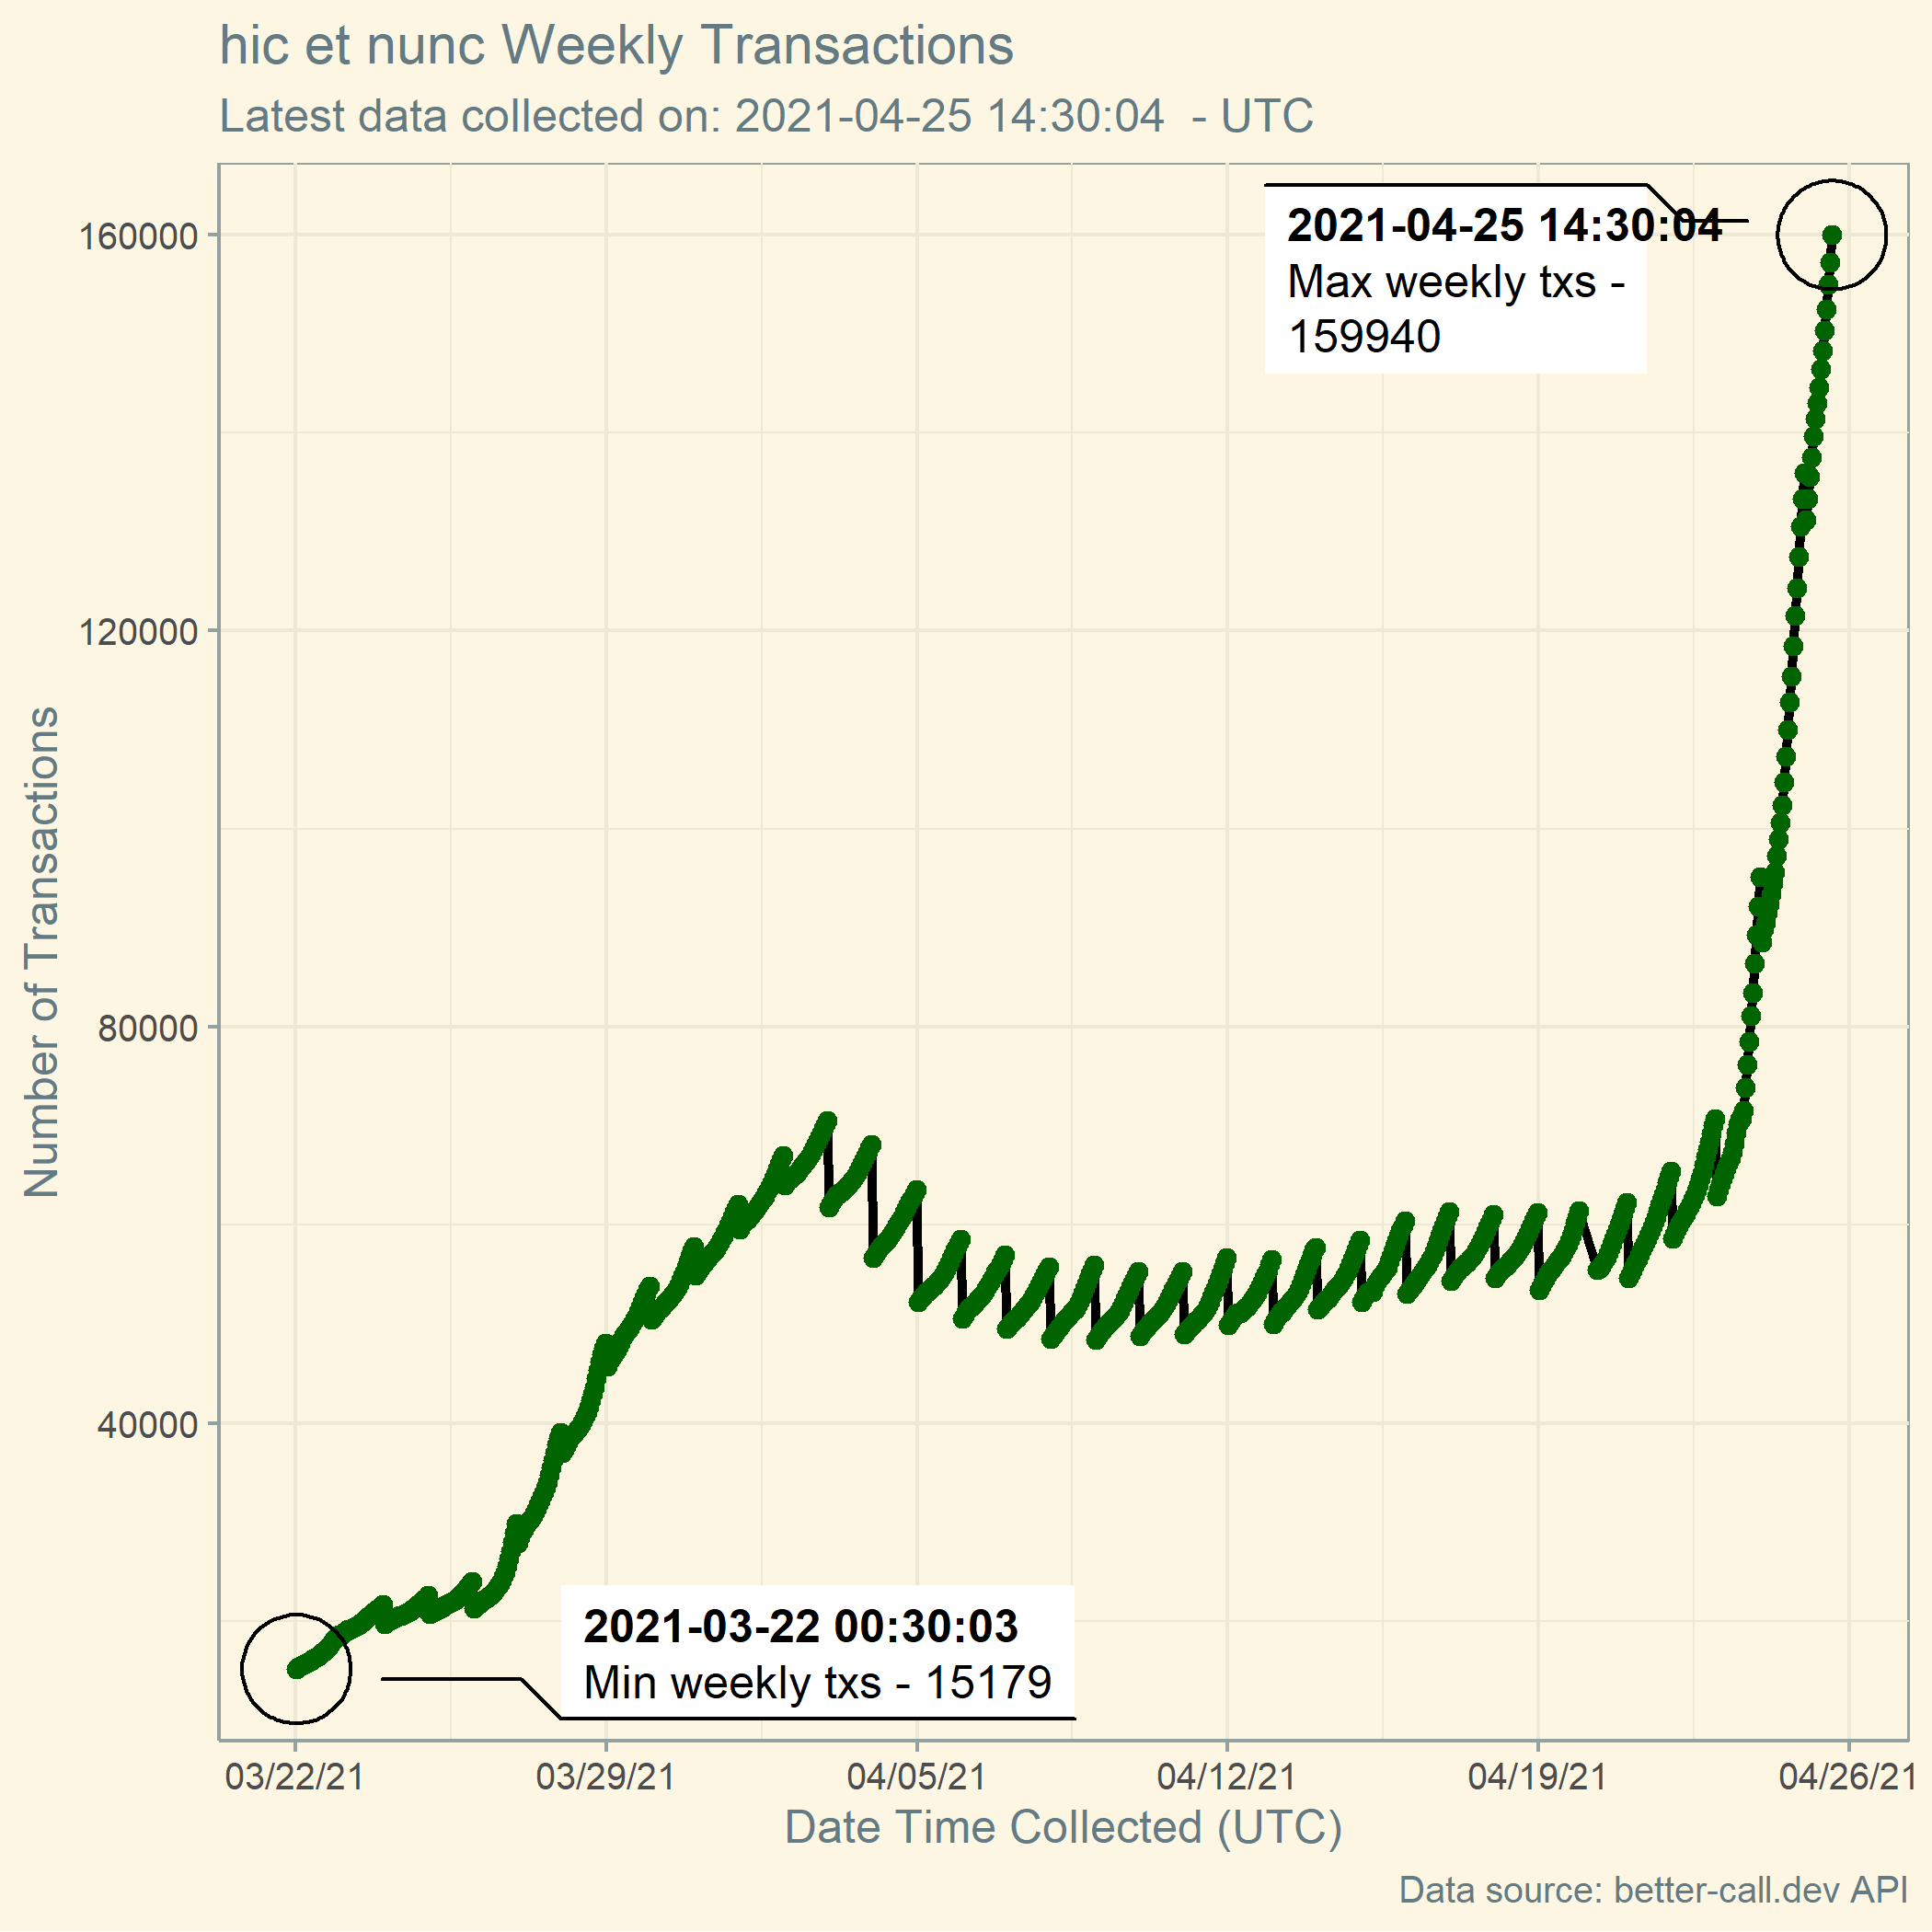 hic et nunc Weekly Transactions
Latest data collected on: 2021-04-25 14:30:04  - UTC
2021-04-25 14:30:04
Max weekly txs -
159940
160000
120000
80000
40000
Number of Transactions
2021-03-22 00:30:03
Min weekly txs - 15179
03/22/21
03/29/21
04/05/21
04/12/21
04/19/21
04/26/21
Date Time Collected (UTC)
Data source: better-call.dev API